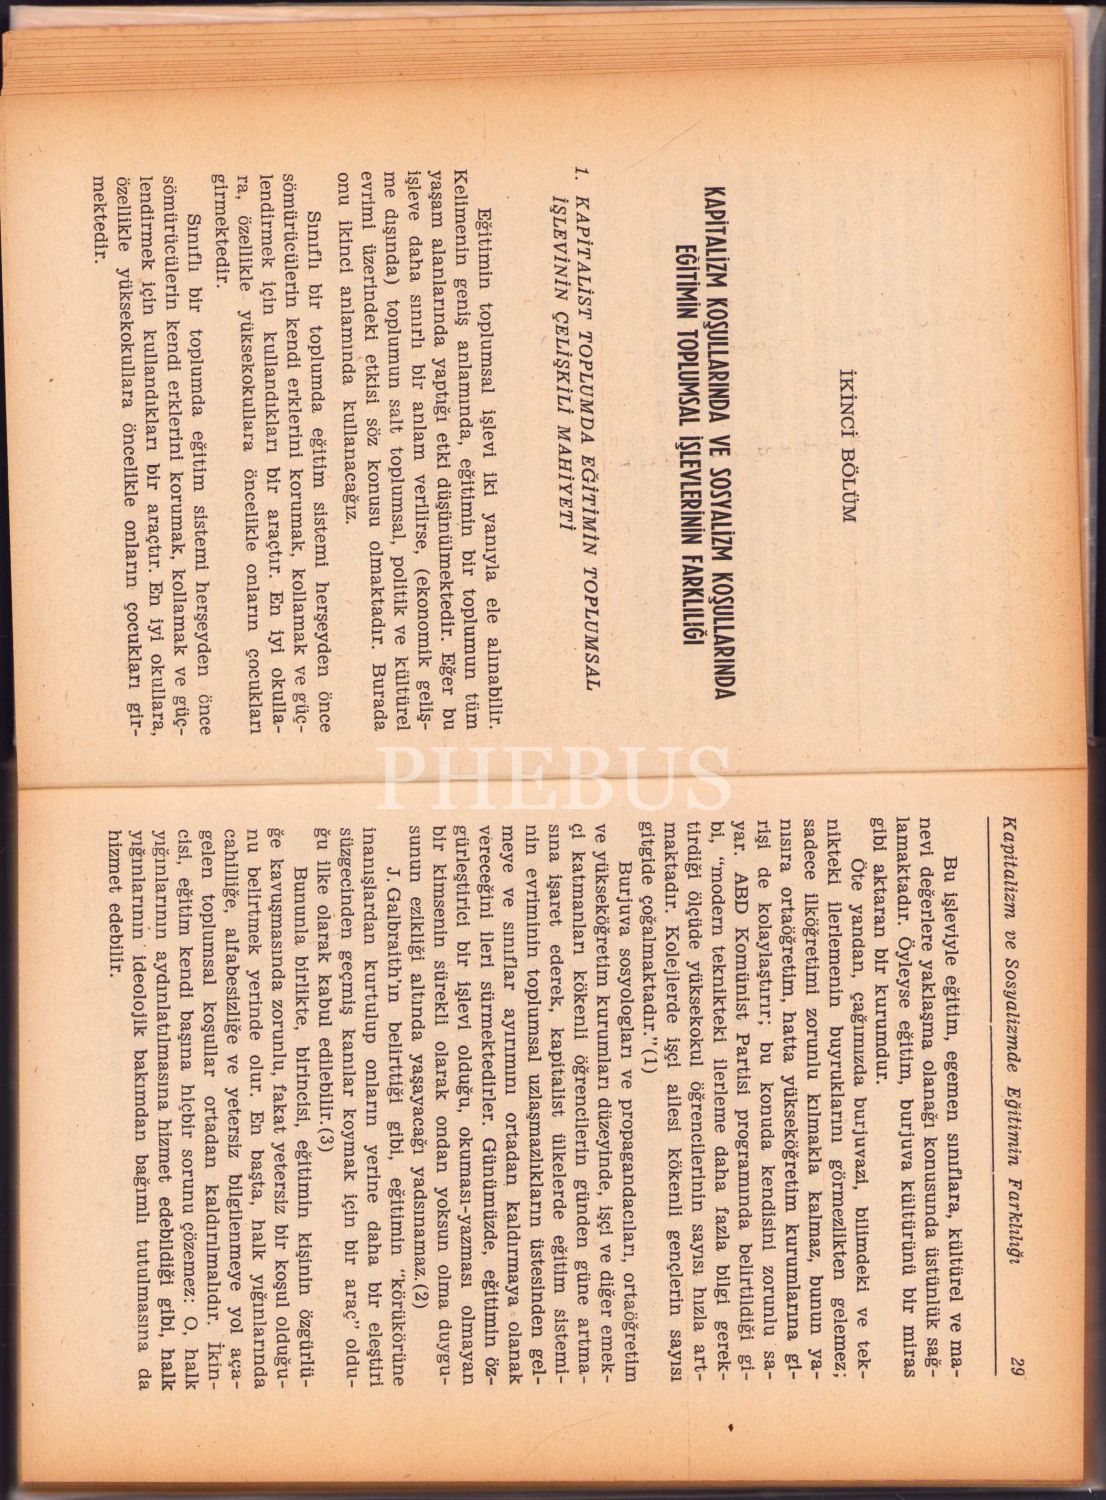 İKİNCİ BÖLÜM
KAPİTALİZM KOŞULLARINDA VE SOSYALİZM KOŞULLARINDA
EĞİTİMİN TOPLUMSAL İŞLEVLERİNİN FARKLILIĞI
1. KAPİTALİST TOPLUMDA EĞİTİMİN TOPLUMSAL
İŞLEVİNİN ÇELİŞKİLİ MAHİYETİ
Eğitimin toplumsal işlevi iki yanıyla ele alınabilir.
Kelimenin geniş anlamında, eğitimin bir toplumun tüm
yaşam alanlarında yaptığı etki düşünülmektedir. Eğer bu
işleve daha sınırlı bir anlam verilirse, (ekonomik geliş-
me dışında) toplumun salt toplumsal, politik ve kültürel
evrimi üzerindeki etkisi söz konusu olmaktadır. Burada
onu ikinci anlamında kullanacağız.
Sınıflı bir toplumda eğitim sistemi herşeyden önce
sömürücülerin kendi erklerini korumak, kollamak ve güç-
lendirmek için kullandıkları bir araçtır. En iyi okulla-
ra, özellikle yüksekokullara öncelikle onların çocukları
girmektedir.
Sınıflı bir toplumda eğitim sistemi herşeyden önce
sömürücülerin kendi erklerini korumak, kollamak ve güç-
lendirmek için kullandıkları bir araçtır. En iyi okullara,
özellikle yüksekokullara öncelikle onların çocukları gir-
mektedir.
PHEBUS
Kapitalizm ve Sosyalizmde Eğitimin Farklılığı 29
Bu işleviyle eğitim, egemen sınıflara, kültürel ve ma-
nevi değerlere yaklaşma olanağı konusunda üstünlük sağ-
lamaktadır. Öyleyse eğitim, burjuva kültürünü bir miras
gibi aktaran bir kurumdur.
Öte yandan, çağımızda burjuvazi, bilimdeki ve tek-
nikteki ilerlemenin buyruklarını görmezlikten gelemez;
sadece ilköğretimi zorunlu kılmakla kalmaz, bunun ya-
nısıra ortaöğretim, hatta yükseköğretim kurumlarına gi-
rişi de kolaylaştırır; bu konuda kendisini zorunlu sa-
yar. ABD Komünist Partisi programında belirtildiği gi-
bi, "modern teknikteki ilerleme daha fazla bilgi gerek-
tirdiği ölçüde yüksekokul öğrencilerinin sayısı hızla art-
maktadır. Kolejlerde işçi ailesi kökenli gençlerin sayısı
gitgide çoğalmaktadır."(1)
Burjuva sosyologları ve propagandacıları, ortaöğretim
ve yükseköğretim kurumları düzeyinde, işçi ve diğer emek-
çi katmanları kökenli öğrencilerin günden güne artma-
sına işaret ederek, kapitalist ülkelerde eğitim sistemi-
nin evriminin toplumsal uzlaşmazlıkların üstesinden gel-
meye ve sınıflar ayırımını ortadan kaldırmaya olanak
vereceğini ileri sürmektedirler. Günümüzde, eğitimin öz-
gürleştirici bir işlevi olduğu, okuması-yazması olmayan
bir kimsenin sürekli olarak ondan yoksun olma duygu-
sunun ezikliği altında yaşayacağı yadsınamaz.(2)
J. Galbraith'ın belirttiği gibi, eğitimin "körükörüne
inanışlardan kurtulup onların yerine daha bir eleştiri
süzgecinden geçmiş kanılar koymak için bir araç" oldu-
ğu ilke olarak kabul edilebilir.(3)
Bununla birlikte, birincisi, eğitimin kişinin özgürlü-
ğe kavuşmasında zorunlu, fakat yetersiz bir koşul olduğu-
nu belirtmek yerinde olur. En başta, halk yığınlarında
cahilliğe, alfabesizliğe ve yetersiz bilgilenmeye yol aça-
gelen toplumsal koşullar ortadan kaldırılmalıdır. İkin-
cisi, eğitim kendi başına hiçbir sorunu çözemez: O, halk
yığınlarının aydınlatılmasına hizmet edebildiği gibi, halk
yığınlarının ideolojik bakımdan bağımlı tutulmasına da
hizmet edebilir.